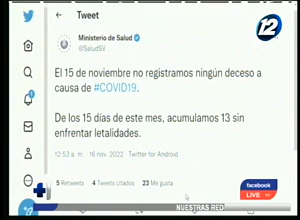 Tweet
12
Ministerio de Salud
@SaludSV
El 15 de noviembre no registramos ningún deceso a
causa de #COVID19.
De los 15 días de este mes, acumulamos 13 sin
enfrentar letalidades.
12:53 a. m. · 16 nov. 2022 · Twitter for Android
5 Retweets 4 Tweets citados 23 Me gusta
facebook
LIVE
NUESTRAS RED